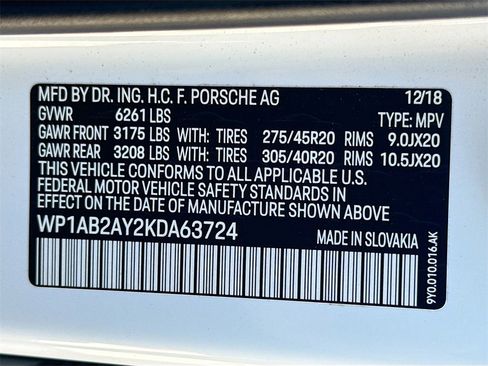 MFD BY DR. ING. H.C. F. PORSCHE AG 12/18
GVWR 6261 LBS TYPE: MPV
GAWR FRONT 3175 LBS WITH: TIRES 275/45R20 RIMS 9.0JX20
GAWR REAR 3208 LBS WITH: TIRES 305/40R20 RIMS 10.5JX20
THIS VEHICLE CONFORMS TO ALL APPLICABLE U.S.
FEDERAL MOTOR VEHICLE SAFETY STANDARDS IN
EFFECT ON THE DATE OF MANUFACTURE SHOWN ABOVE
WP1AB2AY2KDA63724 MADE IN SLOVAKIA
9Y0.010.016.AK